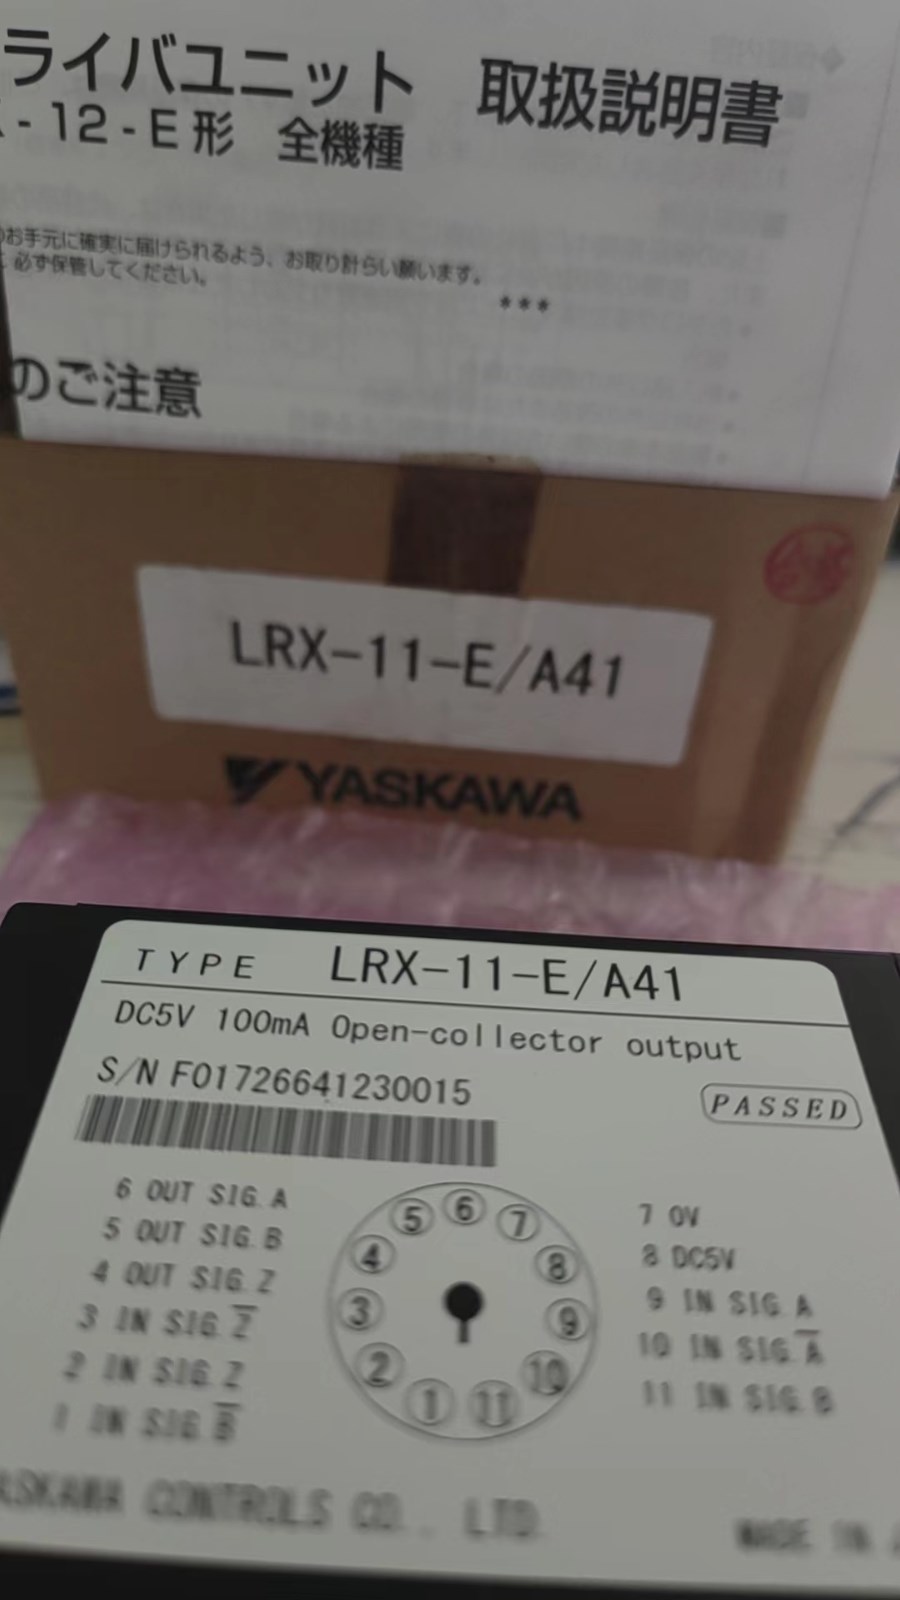 ライバユニット 取扱説明書
-12-E形 全機種
お手元に確実に届けられるよう、お取り計らい願います。
必ず保管してください。
***
のご注意
LRX-11-E/A41
YASKAWA
TYPE LRX-11-E/A41
DC5V 100mA Open-collector output
S/N F01726641230015
PASSED
6 OUT SIG.A
5 OUT SIG.B
4 OUT SIG.Z
3 IN SIG.Z̅
2 IN SIG.Z
1 IN SIG.B̅
5 6 7
4 8
3 9
2 10
1 11
7 0V
8 DC5V
9 IN SIG.A
10 IN SIG.A̅
11 IN SIG.B
ASKAWA CONTROLS CO., LTD.
MADE IN